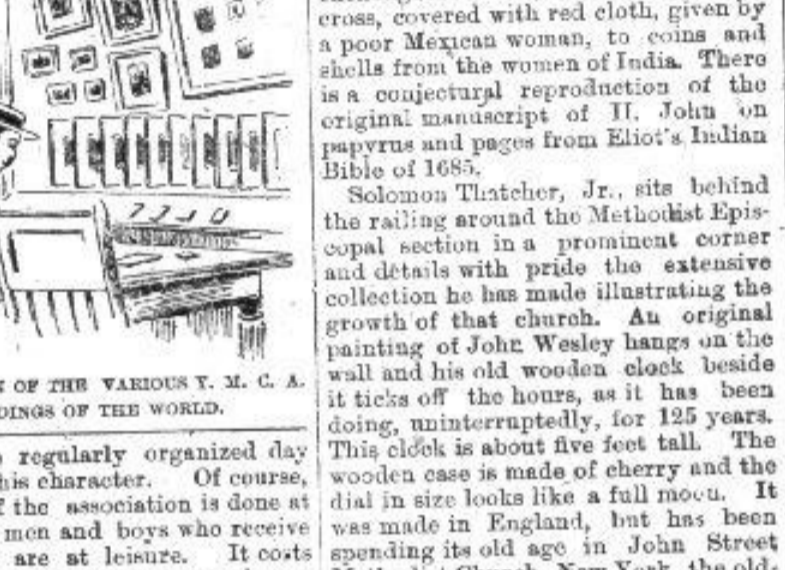 OF THE VARIOUS Y. M. C. A.
DINGS OF THE WORLD.
regularly organized day
his character. Of course,
f the association is done at
men and boys who receive
are at leisure. It costs
cross, covered with red cloth, given by
a poor Mexican woman, to coins and
shells from the women of India. There
is a conjectural reproduction of the
original manuscript of II. John on
papyrus and pages from Eliot's Indian
Bible of 1685.
Solomon Thatcher, Jr., sits behind
the railing around the Methodist Epis-
copal section in a prominent corner
and details with pride the extensive
collection he has made illustrating the
growth of that church. An original
painting of John Wesley hangs on the
wall and his old wooden clock beside
it ticks off the hours, as it has been
doing, uninterruptedly, for 125 years.
This clock is about five feet tall. The
wooden case is made of cherry and the
dial in size looks like a full moon. It
was made in England, but has been
spending its old age in John Street
Church, New York, the old-